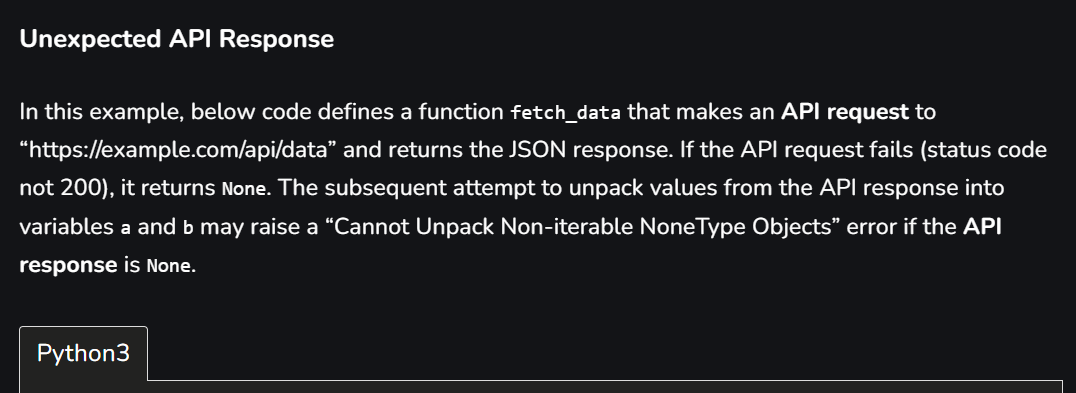 Unexpected API Response
In this example, below code defines a function fetch_data that makes an API request to
“https://example.com/api/data” and returns the JSON response. If the API request fails (status code
not 200), it returns None. The subsequent attempt to unpack values from the API response into
variables a and b may raise a “Cannot Unpack Non-iterable NoneType Objects” error if the API
response is None.
Python3